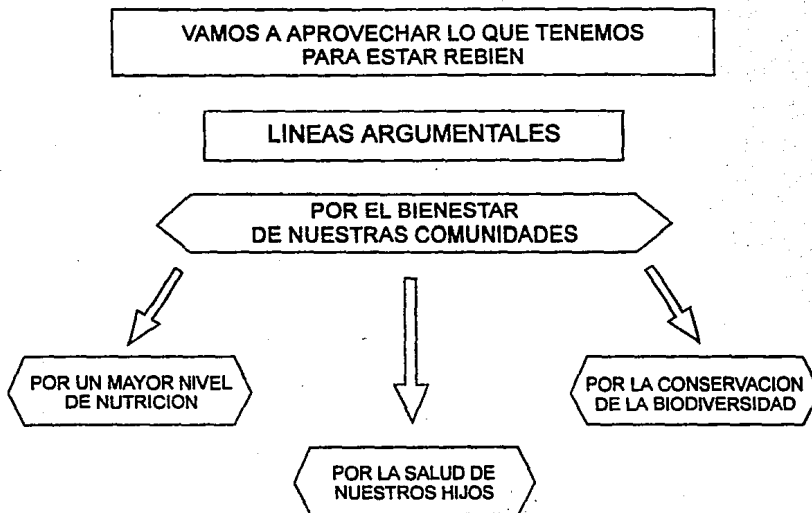 VAMOS A APROVECHAR LO QUE TENEMOS
PARA ESTAR REBIEN
LINEAS ARGUMENTALES
POR EL BIENESTAR
DE NUESTRAS COMUNIDADES
POR UN MAYOR NIVEL
DE NUTRICION
POR LA CONSERVACION
DE LA BIODIVERSIDAD
POR LA SALUD DE
NUESTROS HIJOS